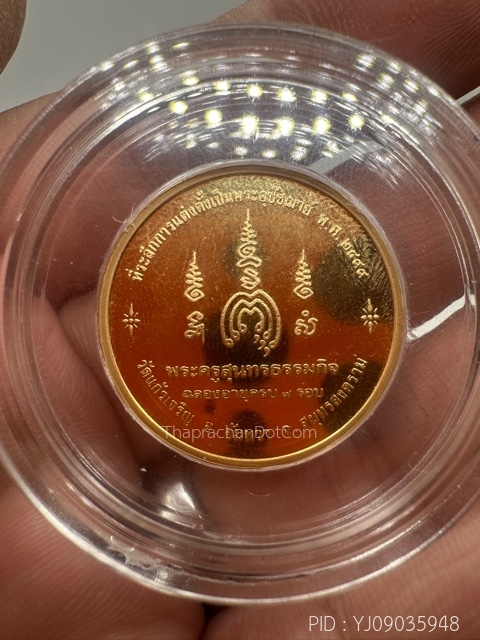 ที่ระลึกการแต่งตั้งเป็นพระอุปัชฌาย์ พ.ศ. ๒๔๙๙
พระครูสุนทรธรรมกิจ
ฉลองอายุครบ ๗ รอบ
วัดแก้วเจริญ
สมุทรสงคราม
ThaprachanDotCom
PID : YJ09035948